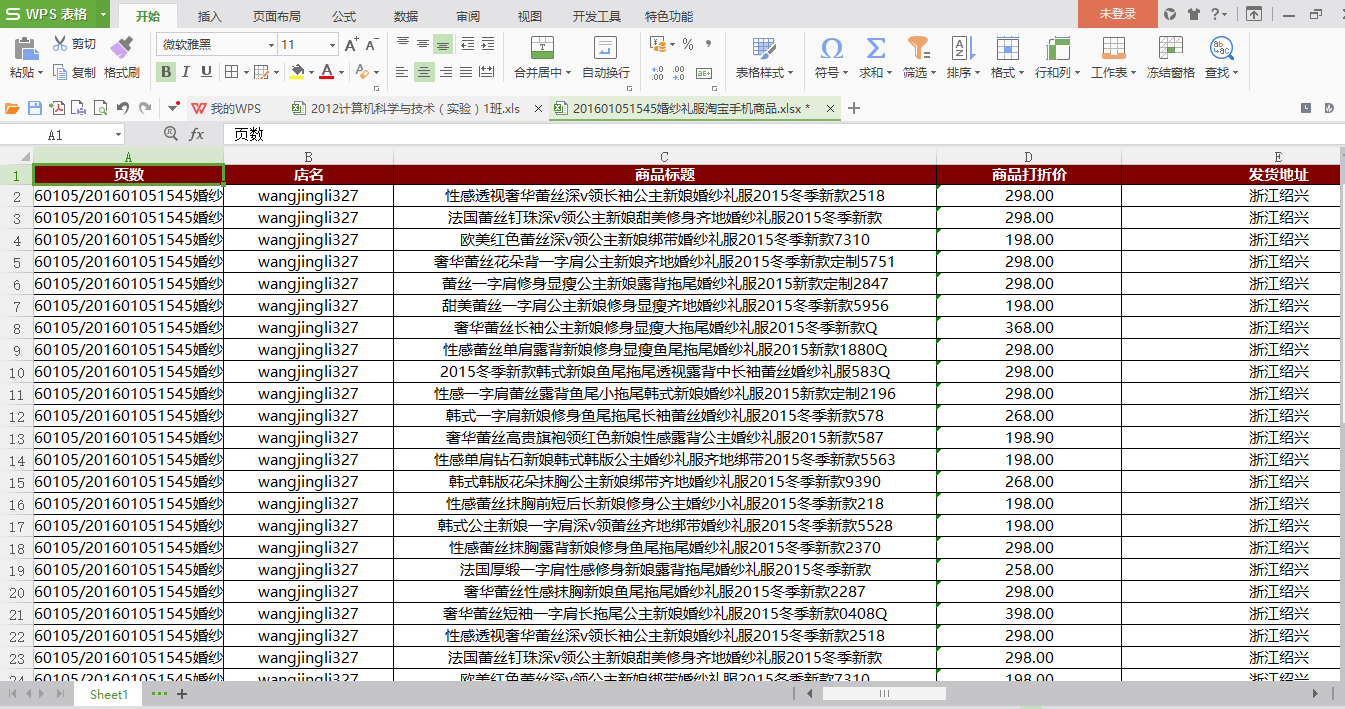 WPS 表格 开始 插入 页面布局 公式 数据 审阅 视图 开发工具 特色功能 未登录 ?
粘贴 剪切 复制 格式刷 微软雅黑 11 A+ A- B I U A 合并居中 自动换行 % 表格样式 符号 求和 筛选 排序 格式 行和列 工作表 冻结窗格 查找
我的WPS 2012计算机科学与技术（实验）1班.xls × 201601051545婚纱礼服淘宝手机商品.xlsx * × +
A1 fx 页数
A B C D E
1 页数 店名 商品标题 商品打折价 发货地址
2 60105/201601051545婚纱 wangjingli327 性感透视奢华蕾丝深v领长袖公主新娘婚纱礼服2015冬季新款2518 298.00 浙江绍兴
3 60105/201601051545婚纱 wangjingli327 法国蕾丝钉珠深v领公主新娘甜美修身齐地婚纱礼服2015冬季新款 298.00 浙江绍兴
4 60105/201601051545婚纱 wangjingli327 欧美红色蕾丝深v领公主新娘绑带婚纱礼服2015冬季新款7310 198.00 浙江绍兴
5 60105/201601051545婚纱 wangjingli327 奢华蕾丝花朵背一字肩公主新娘齐地婚纱礼服2015冬季新款定制5751 298.00 浙江绍兴
6 60105/201601051545婚纱 wangjingli327 蕾丝一字肩修身显瘦公主新娘露背拖尾婚纱礼服2015新款定制2847 298.00 浙江绍兴
7 60105/201601051545婚纱 wangjingli327 甜美蕾丝一字肩公主新娘修身显瘦齐地婚纱礼服2015冬季新款5956 198.00 浙江绍兴
8 60105/201601051545婚纱 wangjingli327 奢华蕾丝长袖公主新娘修身显瘦大拖尾婚纱礼服2015冬季新款Q 368.00 浙江绍兴
9 60105/201601051545婚纱 wangjingli327 性感蕾丝单肩露背新娘修身显瘦鱼尾拖尾婚纱礼服2015新款1880Q 298.00 浙江绍兴
10 60105/201601051545婚纱 wangjingli327 2015冬季新款韩式新娘鱼尾拖尾透视露背中长袖蕾丝婚纱礼服583Q 298.00 浙江绍兴
11 60105/201601051545婚纱 wangjingli327 性感一字肩蕾丝露背鱼尾小拖尾韩式新娘婚纱礼服2015新款定制2196 298.00 浙江绍兴
12 60105/201601051545婚纱 wangjingli327 韩式一字肩新娘修身鱼尾拖尾长袖蕾丝婚纱礼服2015冬季新款578 268.00 浙江绍兴
13 60105/201601051545婚纱 wangjingli327 奢华蕾丝高贵旗袍领红色新娘性感露背公主婚纱礼服2015新款587 198.90 浙江绍兴
14 60105/201601051545婚纱 wangjingli327 性感单肩钻石新娘韩式韩版公主婚纱礼服齐地绑带2015冬季新款5563 198.00 浙江绍兴
15 60105/201601051545婚纱 wangjingli327 韩式韩版花朵抹胸公主新娘绑带齐地婚纱礼服2015冬季新款9390 268.00 浙江绍兴
16 60105/201601051545婚纱 wangjingli327 性感蕾丝抹胸前短后长新娘修身公主婚纱小礼服2015冬季新款218 198.00 浙江绍兴
17 60105/201601051545婚纱 wangjingli327 韩式公主新娘一字肩深v领蕾丝齐地绑带婚纱礼服2015冬季新款5528 198.00 浙江绍兴
18 60105/201601051545婚纱 wangjingli327 性感蕾丝抹胸露背新娘修身鱼尾拖尾婚纱礼服2015冬季新款2370 298.00 浙江绍兴
19 60105/201601051545婚纱 wangjingli327 法国厚缎一字肩性感修身新娘露背拖尾婚纱礼服2015冬季新款 258.00 浙江绍兴
20 60105/201601051545婚纱 wangjingli327 奢华蕾丝性感抹胸新娘鱼尾拖尾婚纱礼服2015冬季新款2287 298.00 浙江绍兴
21 60105/201601051545婚纱 wangjingli327 奢华蕾丝短袖一字肩长拖尾公主新娘婚纱礼服2015冬季新款0408Q 398.00 浙江绍兴
22 60105/201601051545婚纱 wangjingli327 性感透视奢华蕾丝深v领长袖公主新娘婚纱礼服2015冬季新款2518 298.00 浙江绍兴
23 60105/201601051545婚纱 wangjingli327 法国蕾丝钉珠深v领公主新娘甜美修身齐地婚纱礼服2015冬季新款 298.00 浙江绍兴
24 60105/201601051545婚纱 wangjingli327 欧美红色蕾丝深v领公主新娘绑带婚纱礼服2015冬季新款7310 198.00 浙江绍兴
Sheet1 ... +